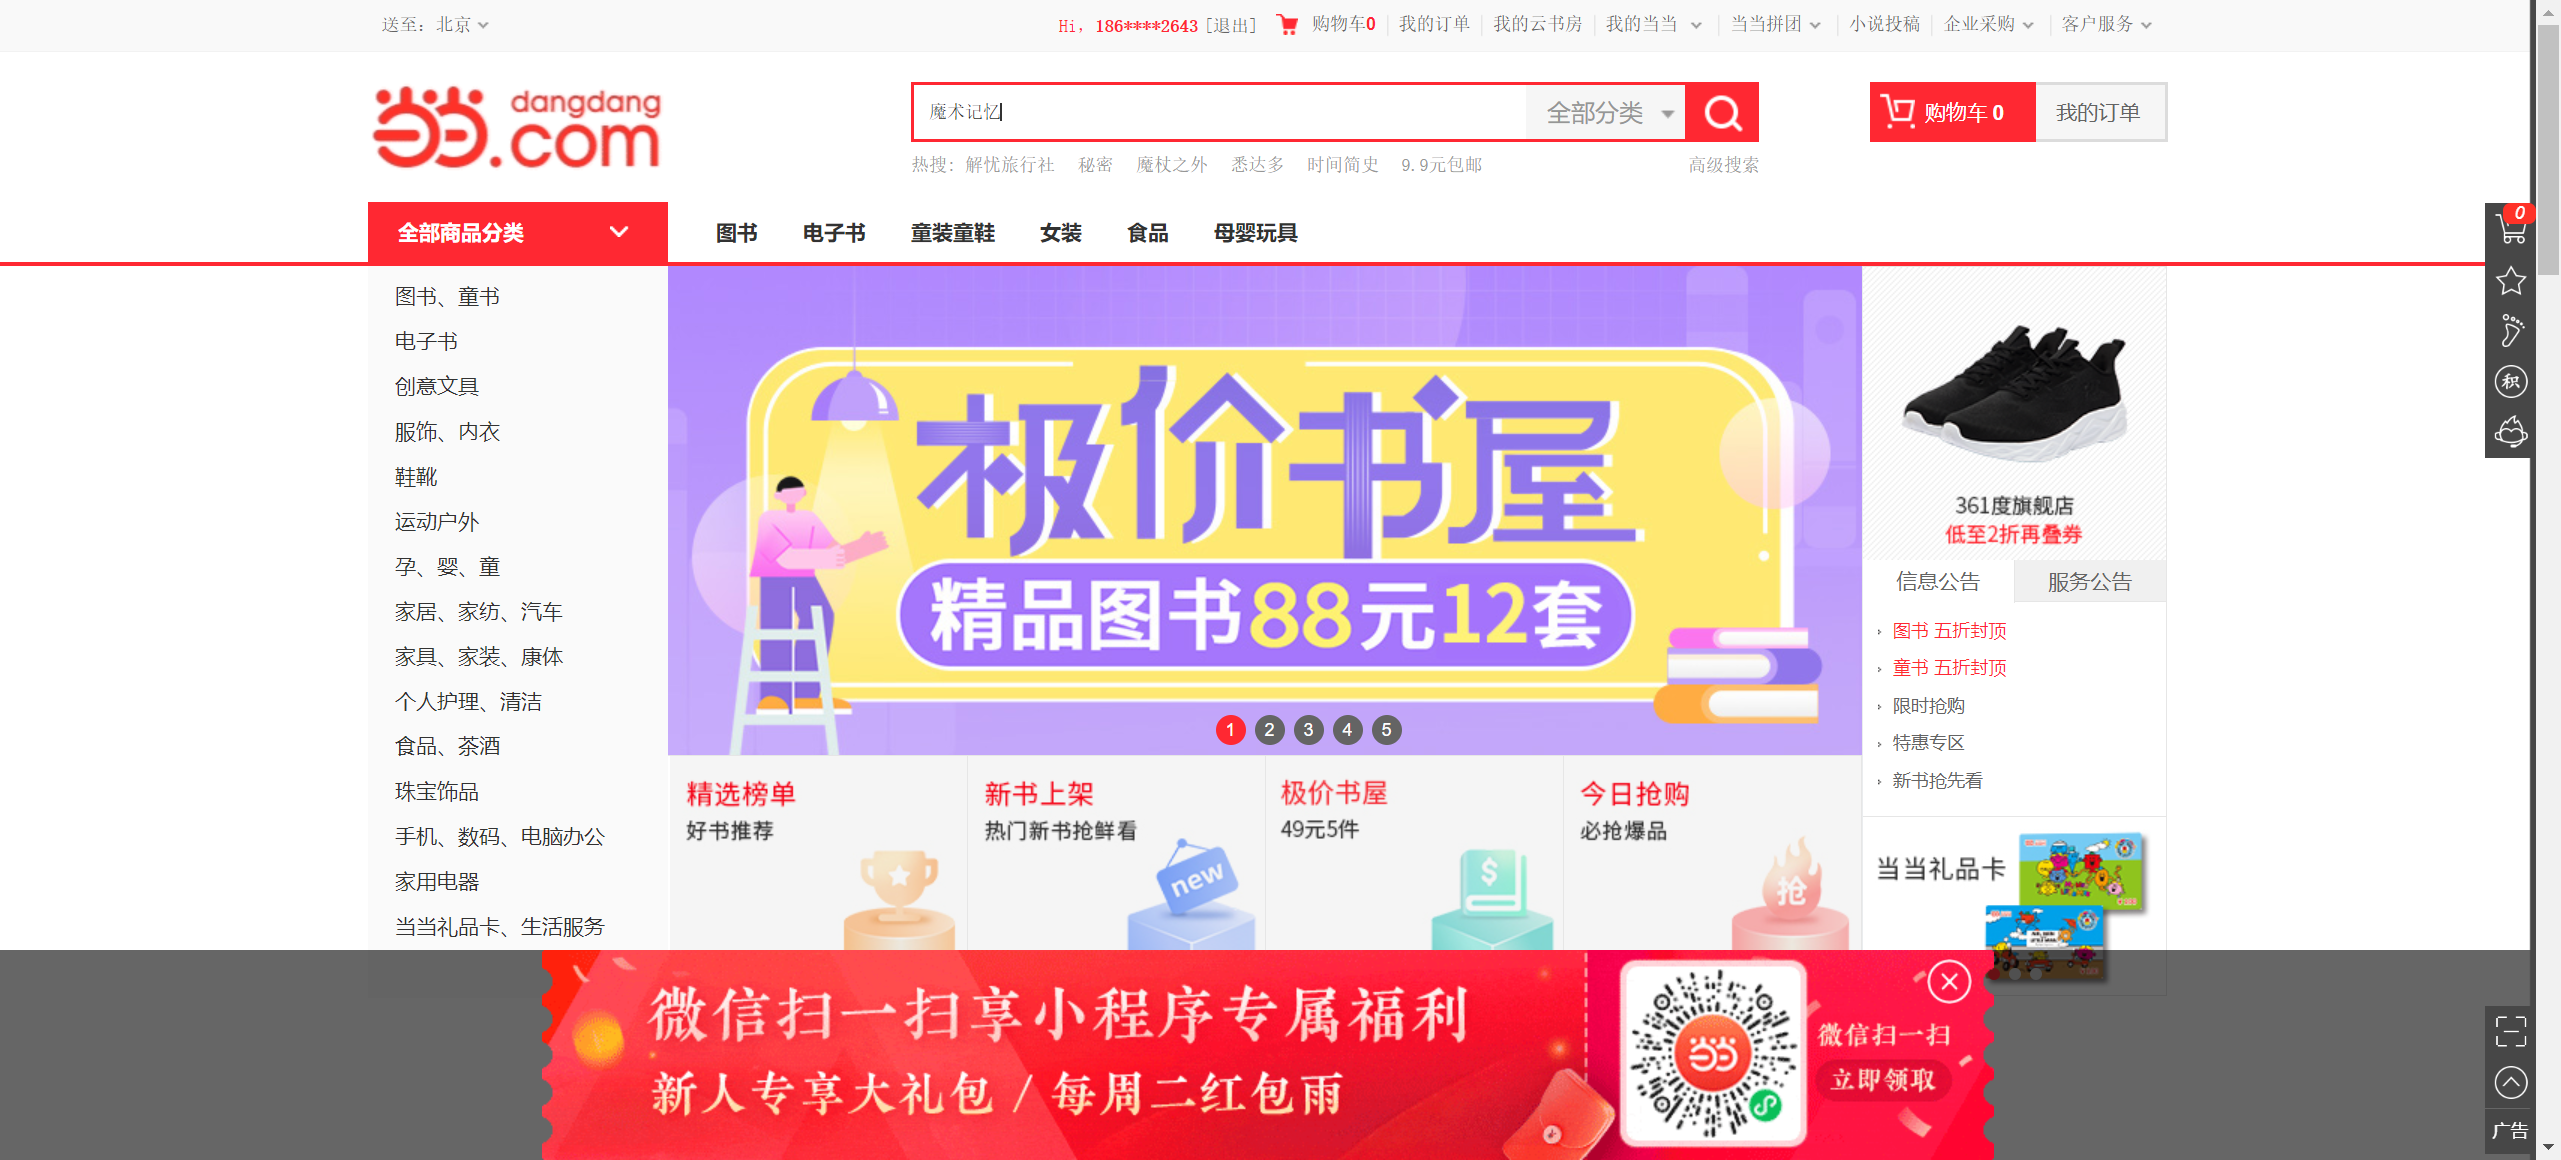 送至：北京
Hi，186****2643 [退出] 购物车0 我的订单 我的云书房 我的当当 当当拼团 小说投稿 企业采购 客户服务
dangdang
.com
魔术记忆 全部分类
购物车 0 我的订单
热搜：解忧旅行社 秘密 魔杖之外 悉达多 时间简史 9.9元包邮 高级搜索
全部商品分类 图书 电子书 童装童鞋 女装 食品 母婴玩具
0
积
图书、童书
电子书
创意文具
服饰、内衣
鞋靴
运动户外
孕、婴、童
家居、家纺、汽车
家具、家装、康体
个人护理、清洁
食品、茶酒
珠宝饰品
手机、数码、电脑办公
家用电器
当当礼品卡、生活服务
极价书屋
精品图书88元12套
1 2 3 4 5
361度旗舰店
低至2折再叠券
信息公告 服务公告
图书 五折封顶
童书 五折封顶
限时抢购
特惠专区
新书抢先看
精选榜单
好书推荐
新书上架
热门新书抢鲜看
new
极价书屋
49元5件
$
今日抢购
必抢爆品
抢
当当礼品卡
微信扫一扫享小程序专属福利
新人专享大礼包 / 每周二红包雨
微信扫一扫
立即领取
广告